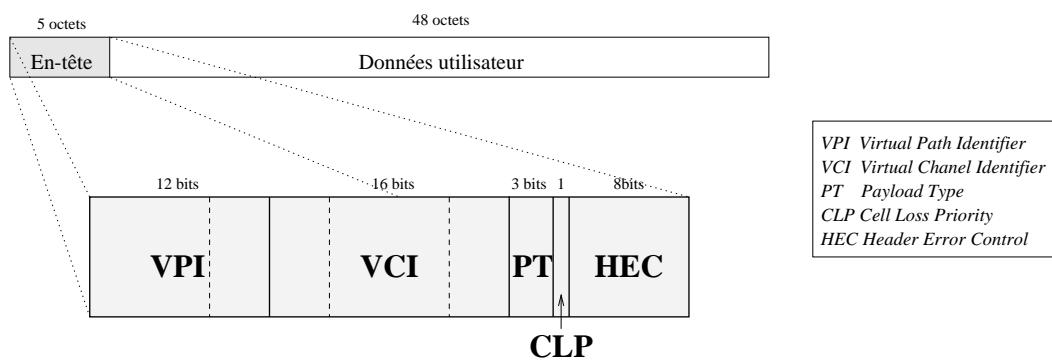 5 octets
48 octets
En-tête
Données utilisateur
12 bits
16 bits
3 bits
1
8bits
VPI
VCI
PT
HEC
CLP
VPI Virtual Path Identifier
VCI Virtual Chanel Identifier
PT Payload Type
CLP Cell Loss Priority
HEC Header Error Control